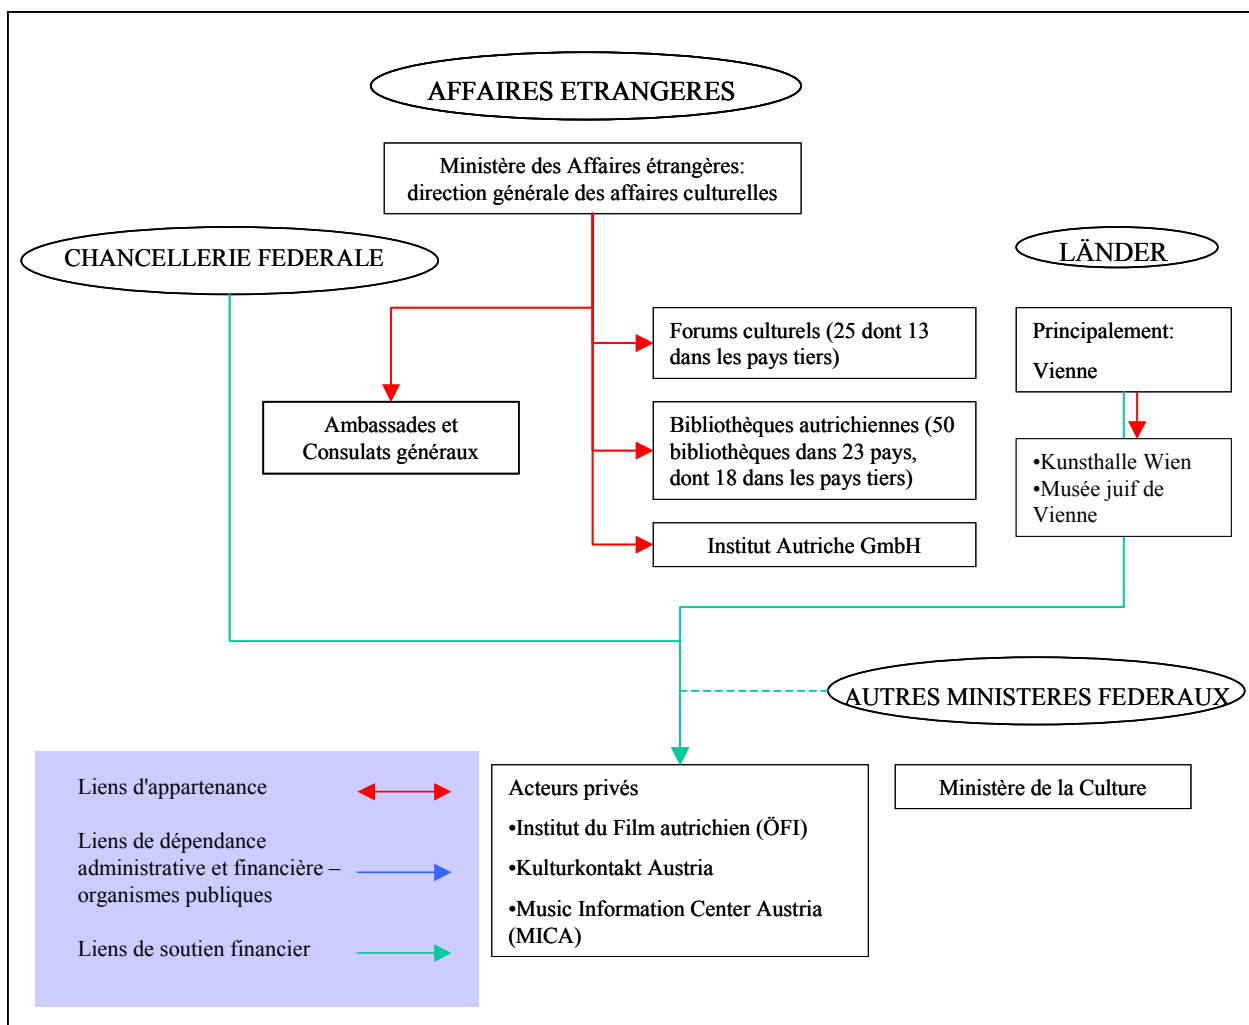 AFFAIRES ETRANGERES
Ministère des Affaires étrangères:
direction générale des affaires culturelles
CHANCELLERIE FEDERALE
LÄNDER
Forums culturels (25 dont 13
dans les pays tiers)
Principalement:
Vienne
Ambassades et
Consulats généraux
Bibliothèques autrichiennes (50
bibliothèques dans 23 pays,
dont 18 dans les pays tiers)
•Kunsthalle Wien
•Musée juif de
Vienne
Institut Autriche GmbH
AUTRES MINISTERES FEDERAUX
Liens d'appartenance
Liens de dépendance
administrative et financière –
organismes publiques
Liens de soutien financier
Acteurs privés
•Institut du Film autrichien (ÖFI)
•Kulturkontakt Austria
•Music Information Center Austria
(MICA)
Ministère de la Culture